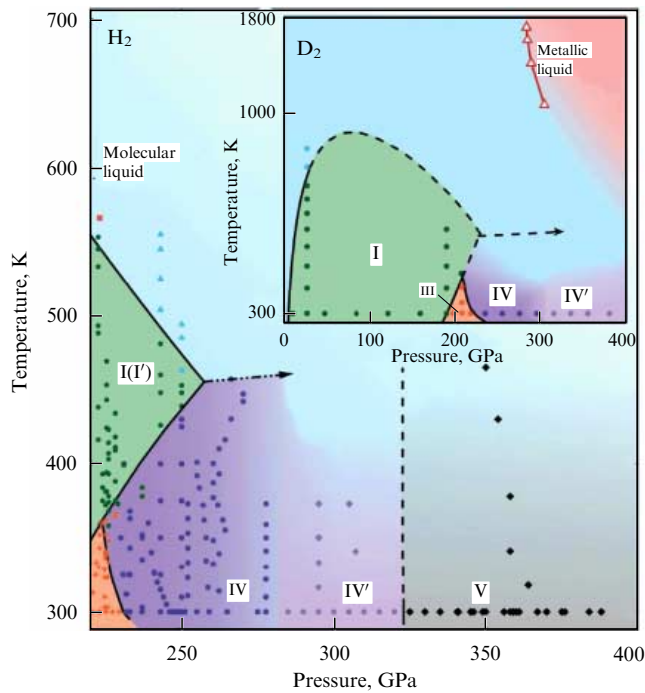 700
H₂
600
Molecular
liquid
500
I(I′)
400
300
IV
IV′
V
250
300
350
400
Pressure, GPa
Temperature, K
1800
D₂
Metallic
liquid
1000
I
III
IV
IV′
300
0
100
200
300
400
Pressure, GPa
Temperature, K